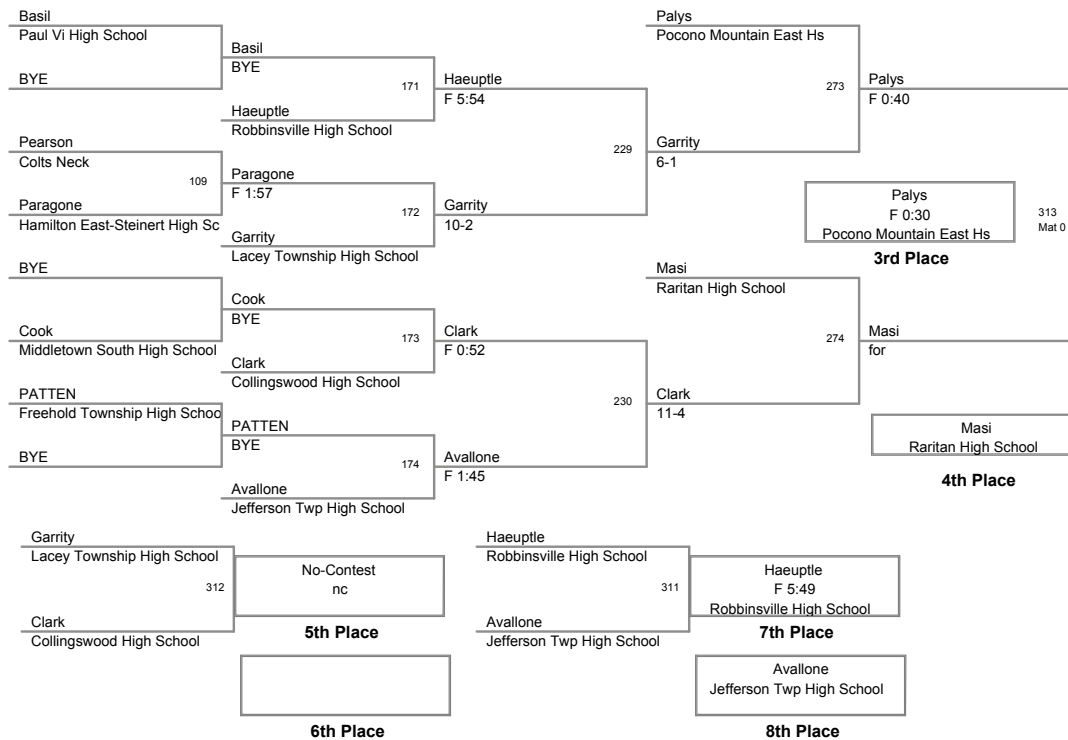 Basil
Paul Vi High School
BYE
Basil
BYE
171
Haeuptle
Robbinsville High School
Haeuptle
F 5:54
Pearson
Colts Neck
109
Paragone
Hamilton East-Steinert High Sc
Paragone
F 1:57
172
Garrity
Lacey Township High School
Garrity
10-2
229
Garrity
6-1
Palys
Pocono Mountain East Hs
273
Palys
F 0:40
Palys
F 0:30
Pocono Mountain East Hs
3rd Place
313
Mat 0
BYE
Cook
Middletown South High School
Cook
BYE
173
Clark
Collingswood High School
Clark
F 0:52
PATTEN
Freehold Township High Schoo
BYE
PATTEN
BYE
174
Avallone
Jefferson Twp High School
Avallone
F 1:45
230
Clark
11-4
Masi
Raritan High School
274
Masi
for
Masi
Raritan High School
4th Place
Garrity
Lacey Township High School
312
Clark
Collingswood High School
No-Contest
nc
5th Place
6th Place
Haeuptle
Robbinsville High School
311
Avallone
Jefferson Twp High School
Haeuptle
F 5:49
Robbinsville High School
7th Place
Avallone
Jefferson Twp High School
8th Place